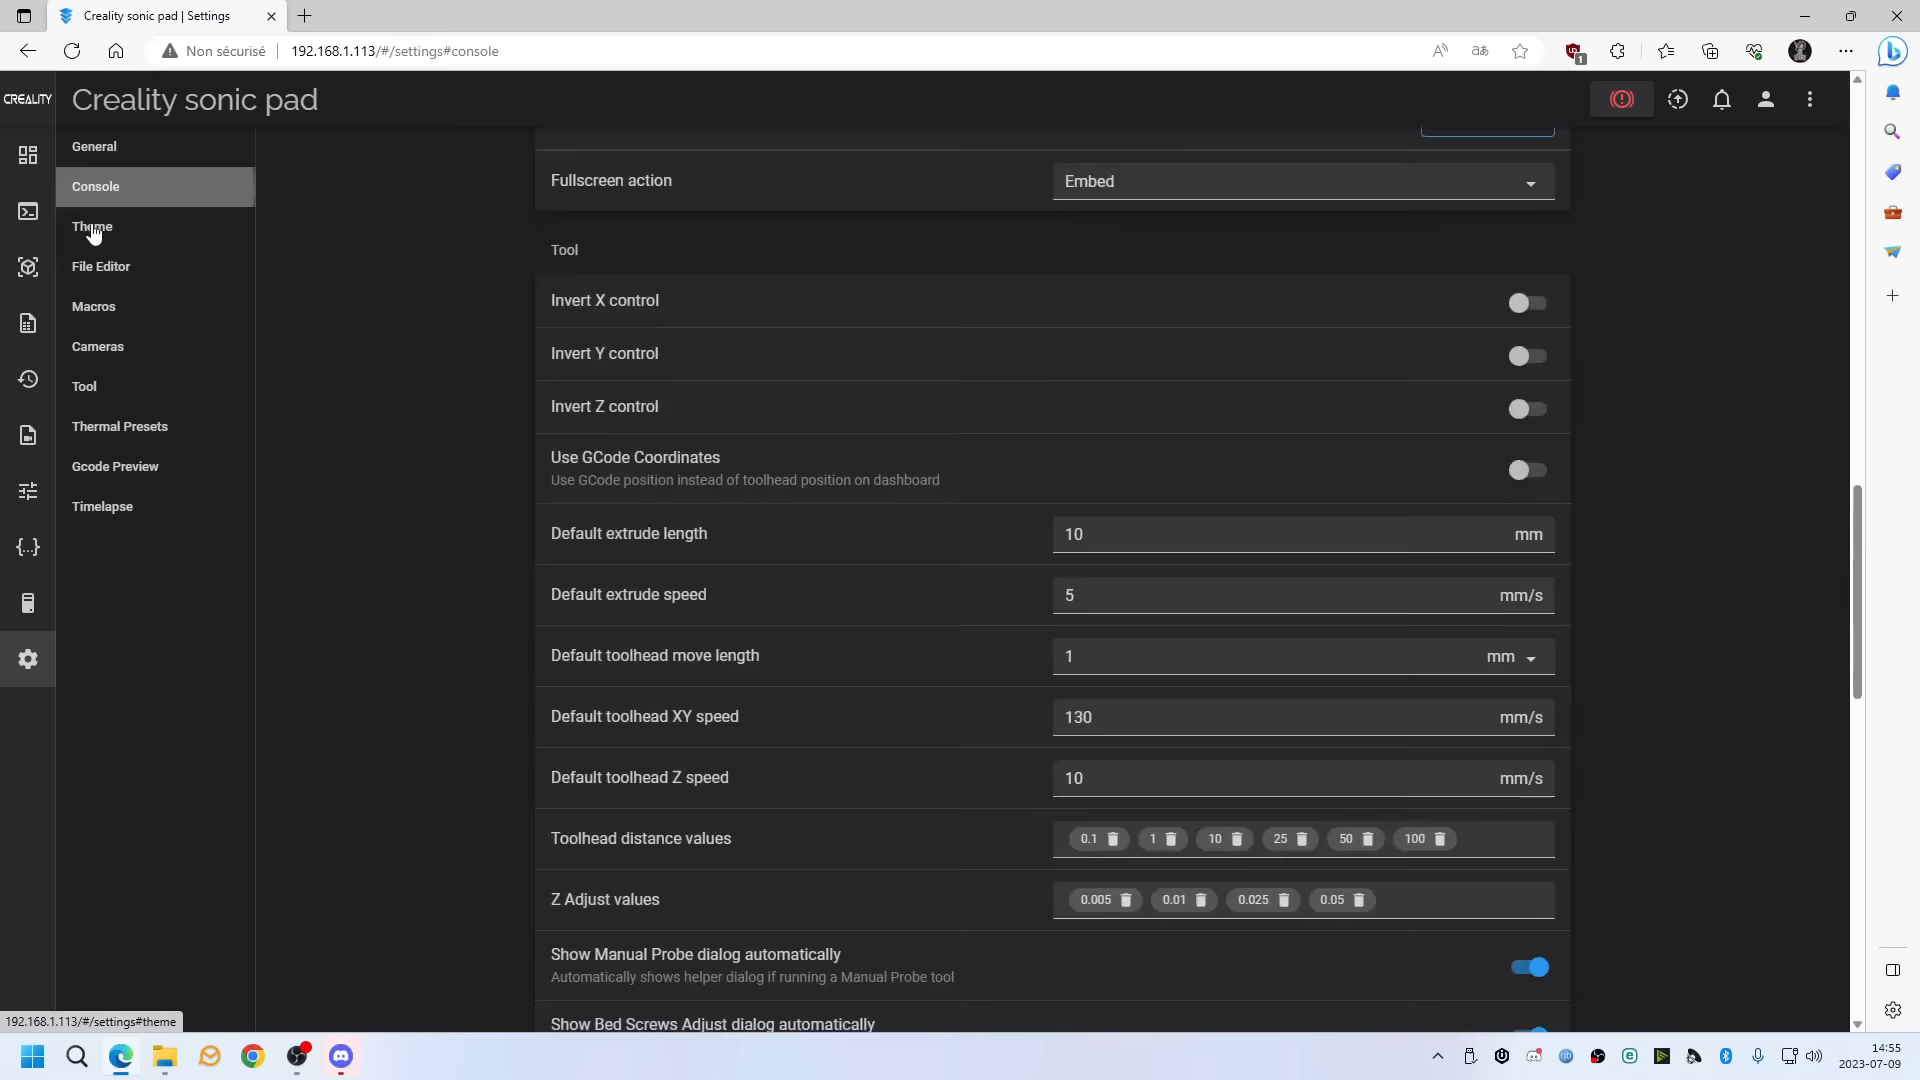 Creality sonic pad | Settings
Non sécurisé
192.168.1.113/#/settings#console
1
CREALITY
Creality sonic pad
General
Console
Theme
File Editor
Macros
Cameras
Tool
Thermal Presets
Gcode Preview
Timelapse
Fullscreen action
Embed
Tool
Invert X control
Invert Y control
Invert Z control
Use GCode Coordinates
Use GCode position instead of toolhead position on dashboard
Default extrude length
10 mm
Default extrude speed
5 mm/s
Default toolhead move length
1 mm
Default toolhead XY speed
130 mm/s
Default toolhead Z speed
10 mm/s
Toolhead distance values
0.1 1 10 25 50 100
Z Adjust values
0.005 0.01 0.025 0.05
Show Manual Probe dialog automatically
Automatically shows helper dialog if running a Manual Probe tool
Show Bed Screws Adjust dialog automatically
192.168.1.113/#/settings#theme
14:55
2023-07-09